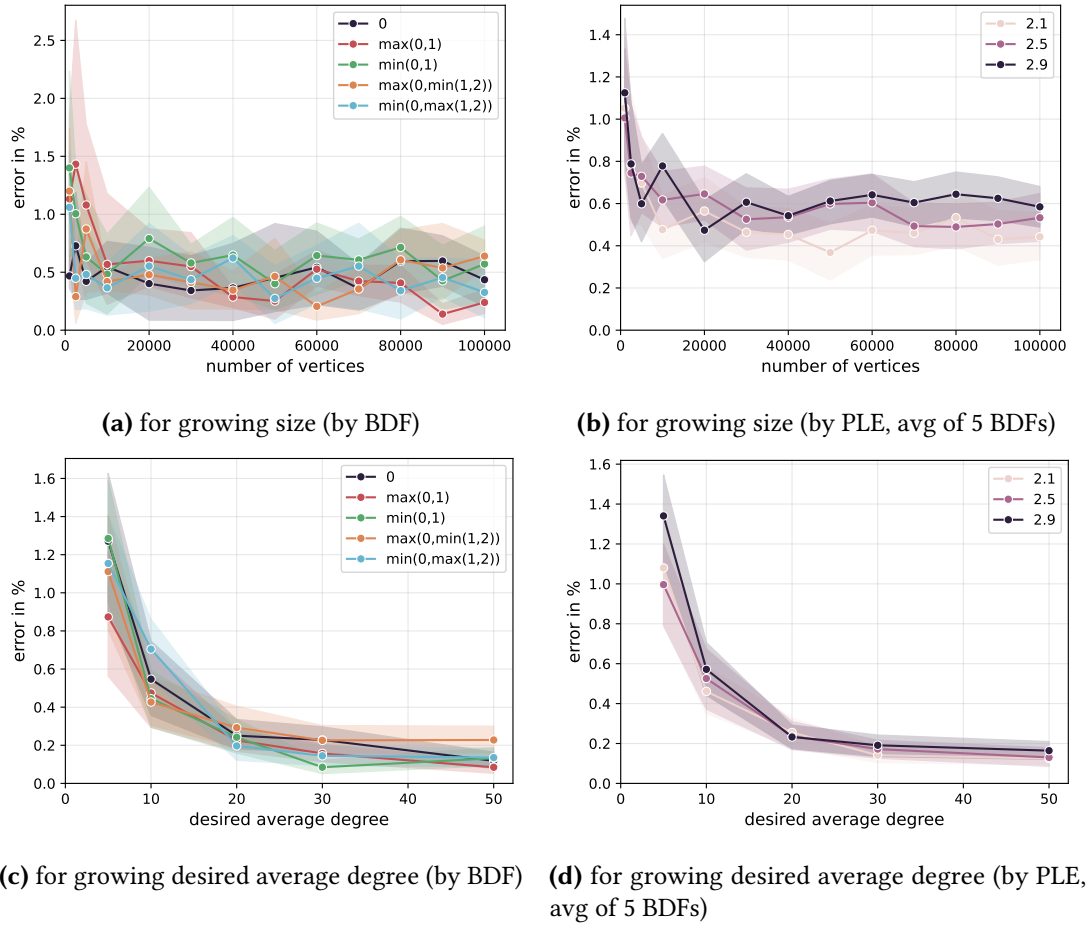 2.5
2.0
1.5
1.0
0.5
0.0
error in %
0
max(0,1)
min(0,1)
max(0,min(1,2))
min(0,max(1,2))
0 20000 40000 60000 80000 100000
number of vertices
(a) for growing size (by BDF)
1.4
1.2
1.0
0.8
0.6
0.4
0.2
0.0
error in %
2.1
2.5
2.9
0 20000 40000 60000 80000 100000
number of vertices
(b) for growing size (by PLE, avg of 5 BDFs)
1.6
1.4
1.2
1.0
0.8
0.6
0.4
0.2
0.0
error in %
0
max(0,1)
min(0,1)
max(0,min(1,2))
min(0,max(1,2))
0 10 20 30 40 50
desired average degree
(c) for growing desired average degree (by BDF)
1.6
1.4
1.2
1.0
0.8
0.6
0.4
0.2
0.0
error in %
2.1
2.5
2.9
0 10 20 30 40 50
desired average degree
(d) for growing desired average degree (by PLE,
avg of 5 BDFs)